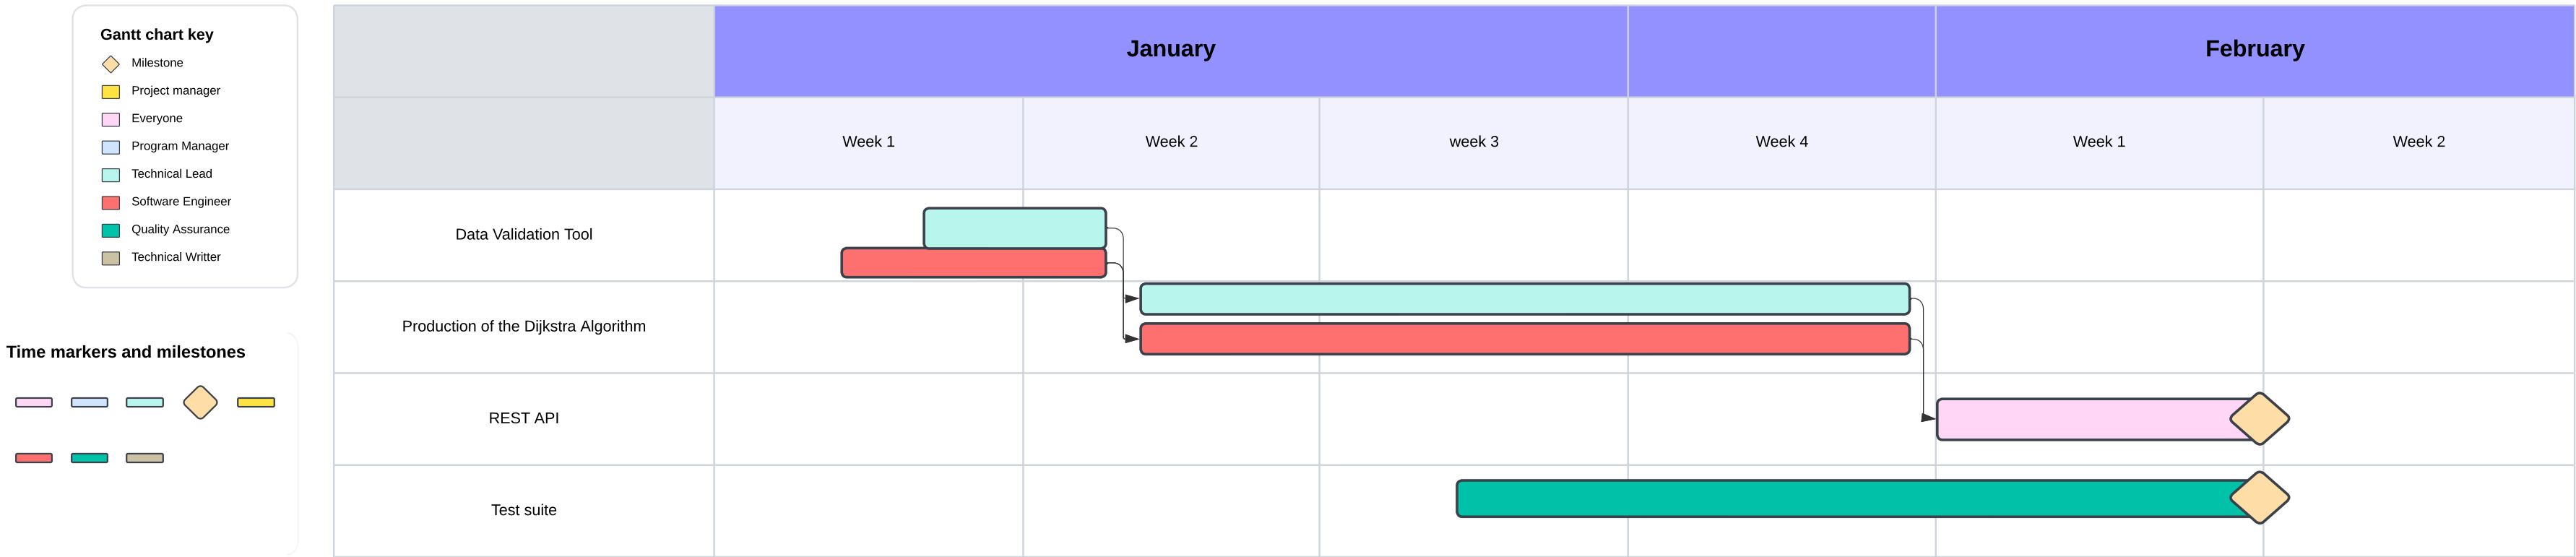 Gantt chart key
Milestone
Project manager
Everyone
Program Manager
Technical Lead
Software Engineer
Quality Assurance
Technical Writter
Time markers and milestones
January
February
Week 1
Week 2
week 3
Week 4
Week 1
Week 2
Data Validation Tool
Production of the Dijkstra Algorithm
REST API
Test suite